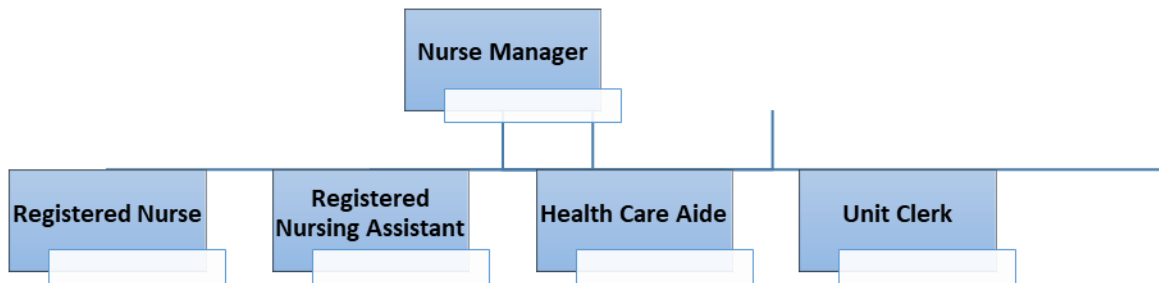 Nurse Manager
Registered Nurse
Registered
Nursing Assistant
Health Care Aide
Unit Clerk